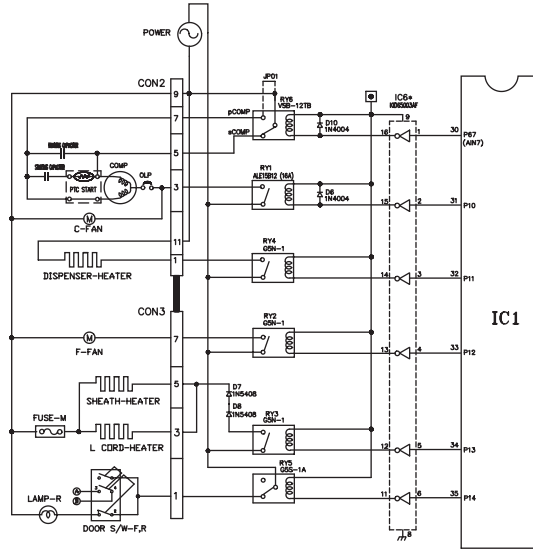 POWER
CON2
JP01
RY6
VSB-12TB
IC6*
KID65003AF
9
9
7
pCOMP
D10
1N4004
16
1
30
P67
(AIN7)
5
sCOMP
COMP
OLP
PTC START
3
RY1
ALE15B12 (16A)
D6
1N4004
15
2
31
P10
M
C-FAN
11
1
DISPENSER-HEATER
RY4
G5N-1
14
3
32
P11
IC1
CON3
7
M
F-FAN
RY2
G5N-1
13
4
33
P12
5
SHEATH-HEATER
D7
1N5408
D8
1N5408
FUSE-M
3
L CORD-HEATER
RY3
G5N-1
12
5
34
P13
RY5
G5S-1A
1
11
6
35
P14
A
B
LAMP-R
DOOR S/W-F,R
8